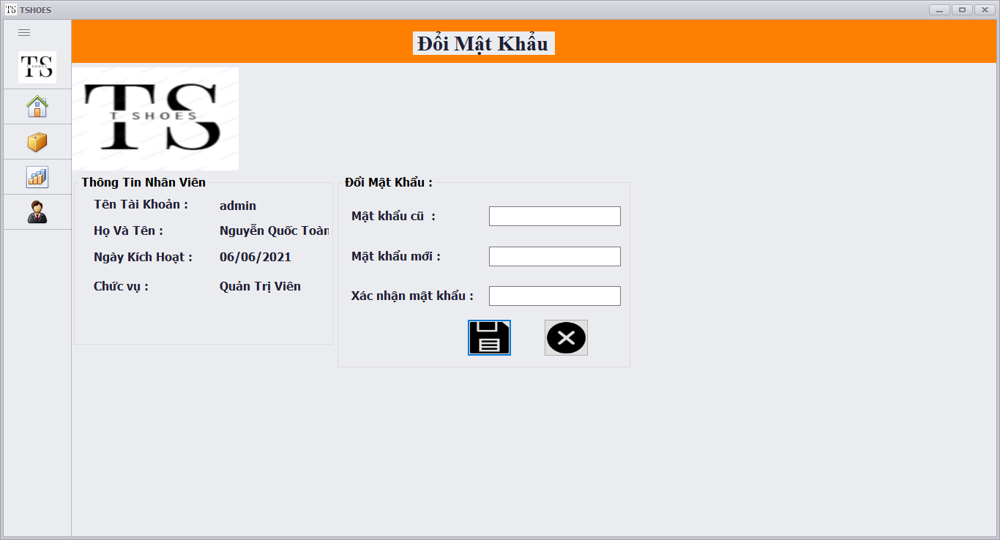 TS TSHOES
Đổi Mật Khẩu
TS
SHOES
TS
T SHOES
Thông Tin Nhân Viên
Tên Tài Khoản : admin
Họ Và Tên : Nguyễn Quốc Toàn
Ngày Kích Hoạt : 06/06/2021
Chức vụ : Quản Trị Viên
Đổi Mật Khẩu :
Mật khẩu cũ :
Mật khẩu mới :
Xác nhận mật khẩu :